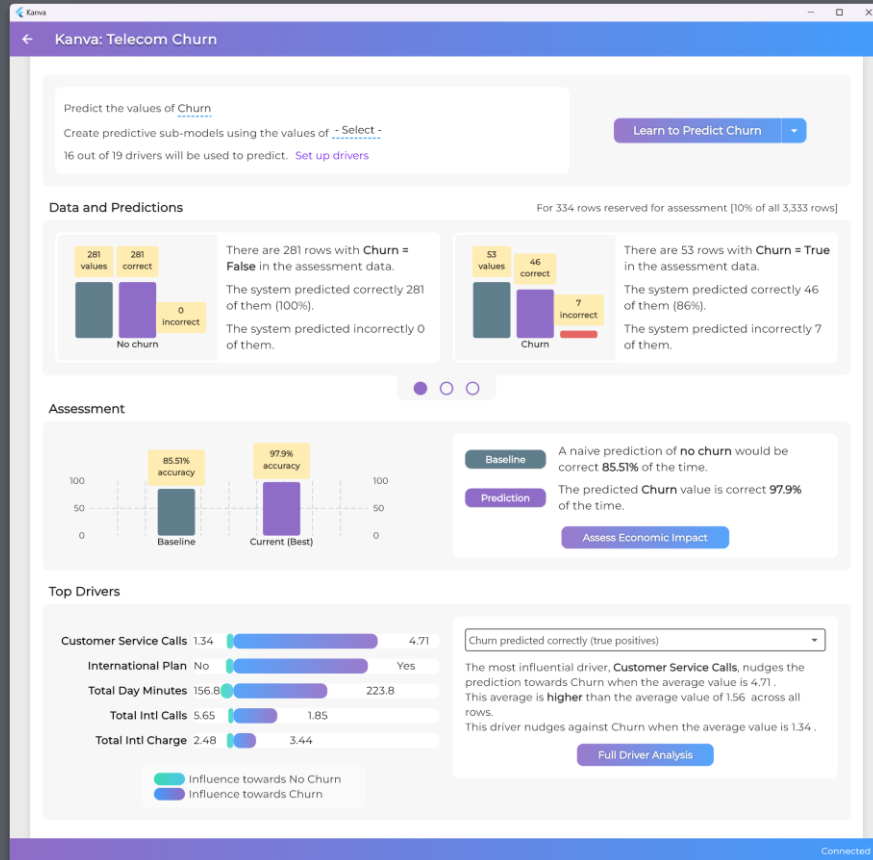 Kanva
Kanva: Telecom Churn
Predict the values of Churn
Create predictive sub-models using the values of - Select -
16 out of 19 drivers will be used to predict. Set up drivers
Learn to Predict Churn
Data and Predictions
For 334 rows reserved for assessment [10% of all 3,333 rows]
281
values
281
correct
0
incorrect
No churn
There are 281 rows with Churn =
False in the assessment data.
The system predicted correctly 281
of them (100%).
The system predicted incorrectly 0
of them.
53
values
46
correct
7
incorrect
Churn
There are 53 rows with Churn = True
in the assessment data.
The system predicted correctly 46
of them (86%).
The system predicted incorrectly 7
of them.
Assessment
85.51%
accuracy
97.9%
accuracy
100
50
0
100
50
0
Baseline
Current (Best)
Baseline
A naive prediction of no churn would be
correct 85.51% of the time.
Prediction
The predicted Churn value is correct 97.9%
of the time.
Assess Economic Impact
Top Drivers
Customer Service Calls 1.34 4.71
International Plan No Yes
Total Day Minutes 156.8 223.8
Total Intl Calls 5.65 1.85
Total Intl Charge 2.48 3.44
Influence towards No Churn
Influence towards Churn
Churn predicted correctly (true positives)
The most influential driver, Customer Service Calls, nudges the
prediction towards Churn when the average value is 4.71 .
This average is higher than the average value of 1.56 across all
rows.
This driver nudges against Churn when the average value is 1.34 .
Full Driver Analysis
Connected